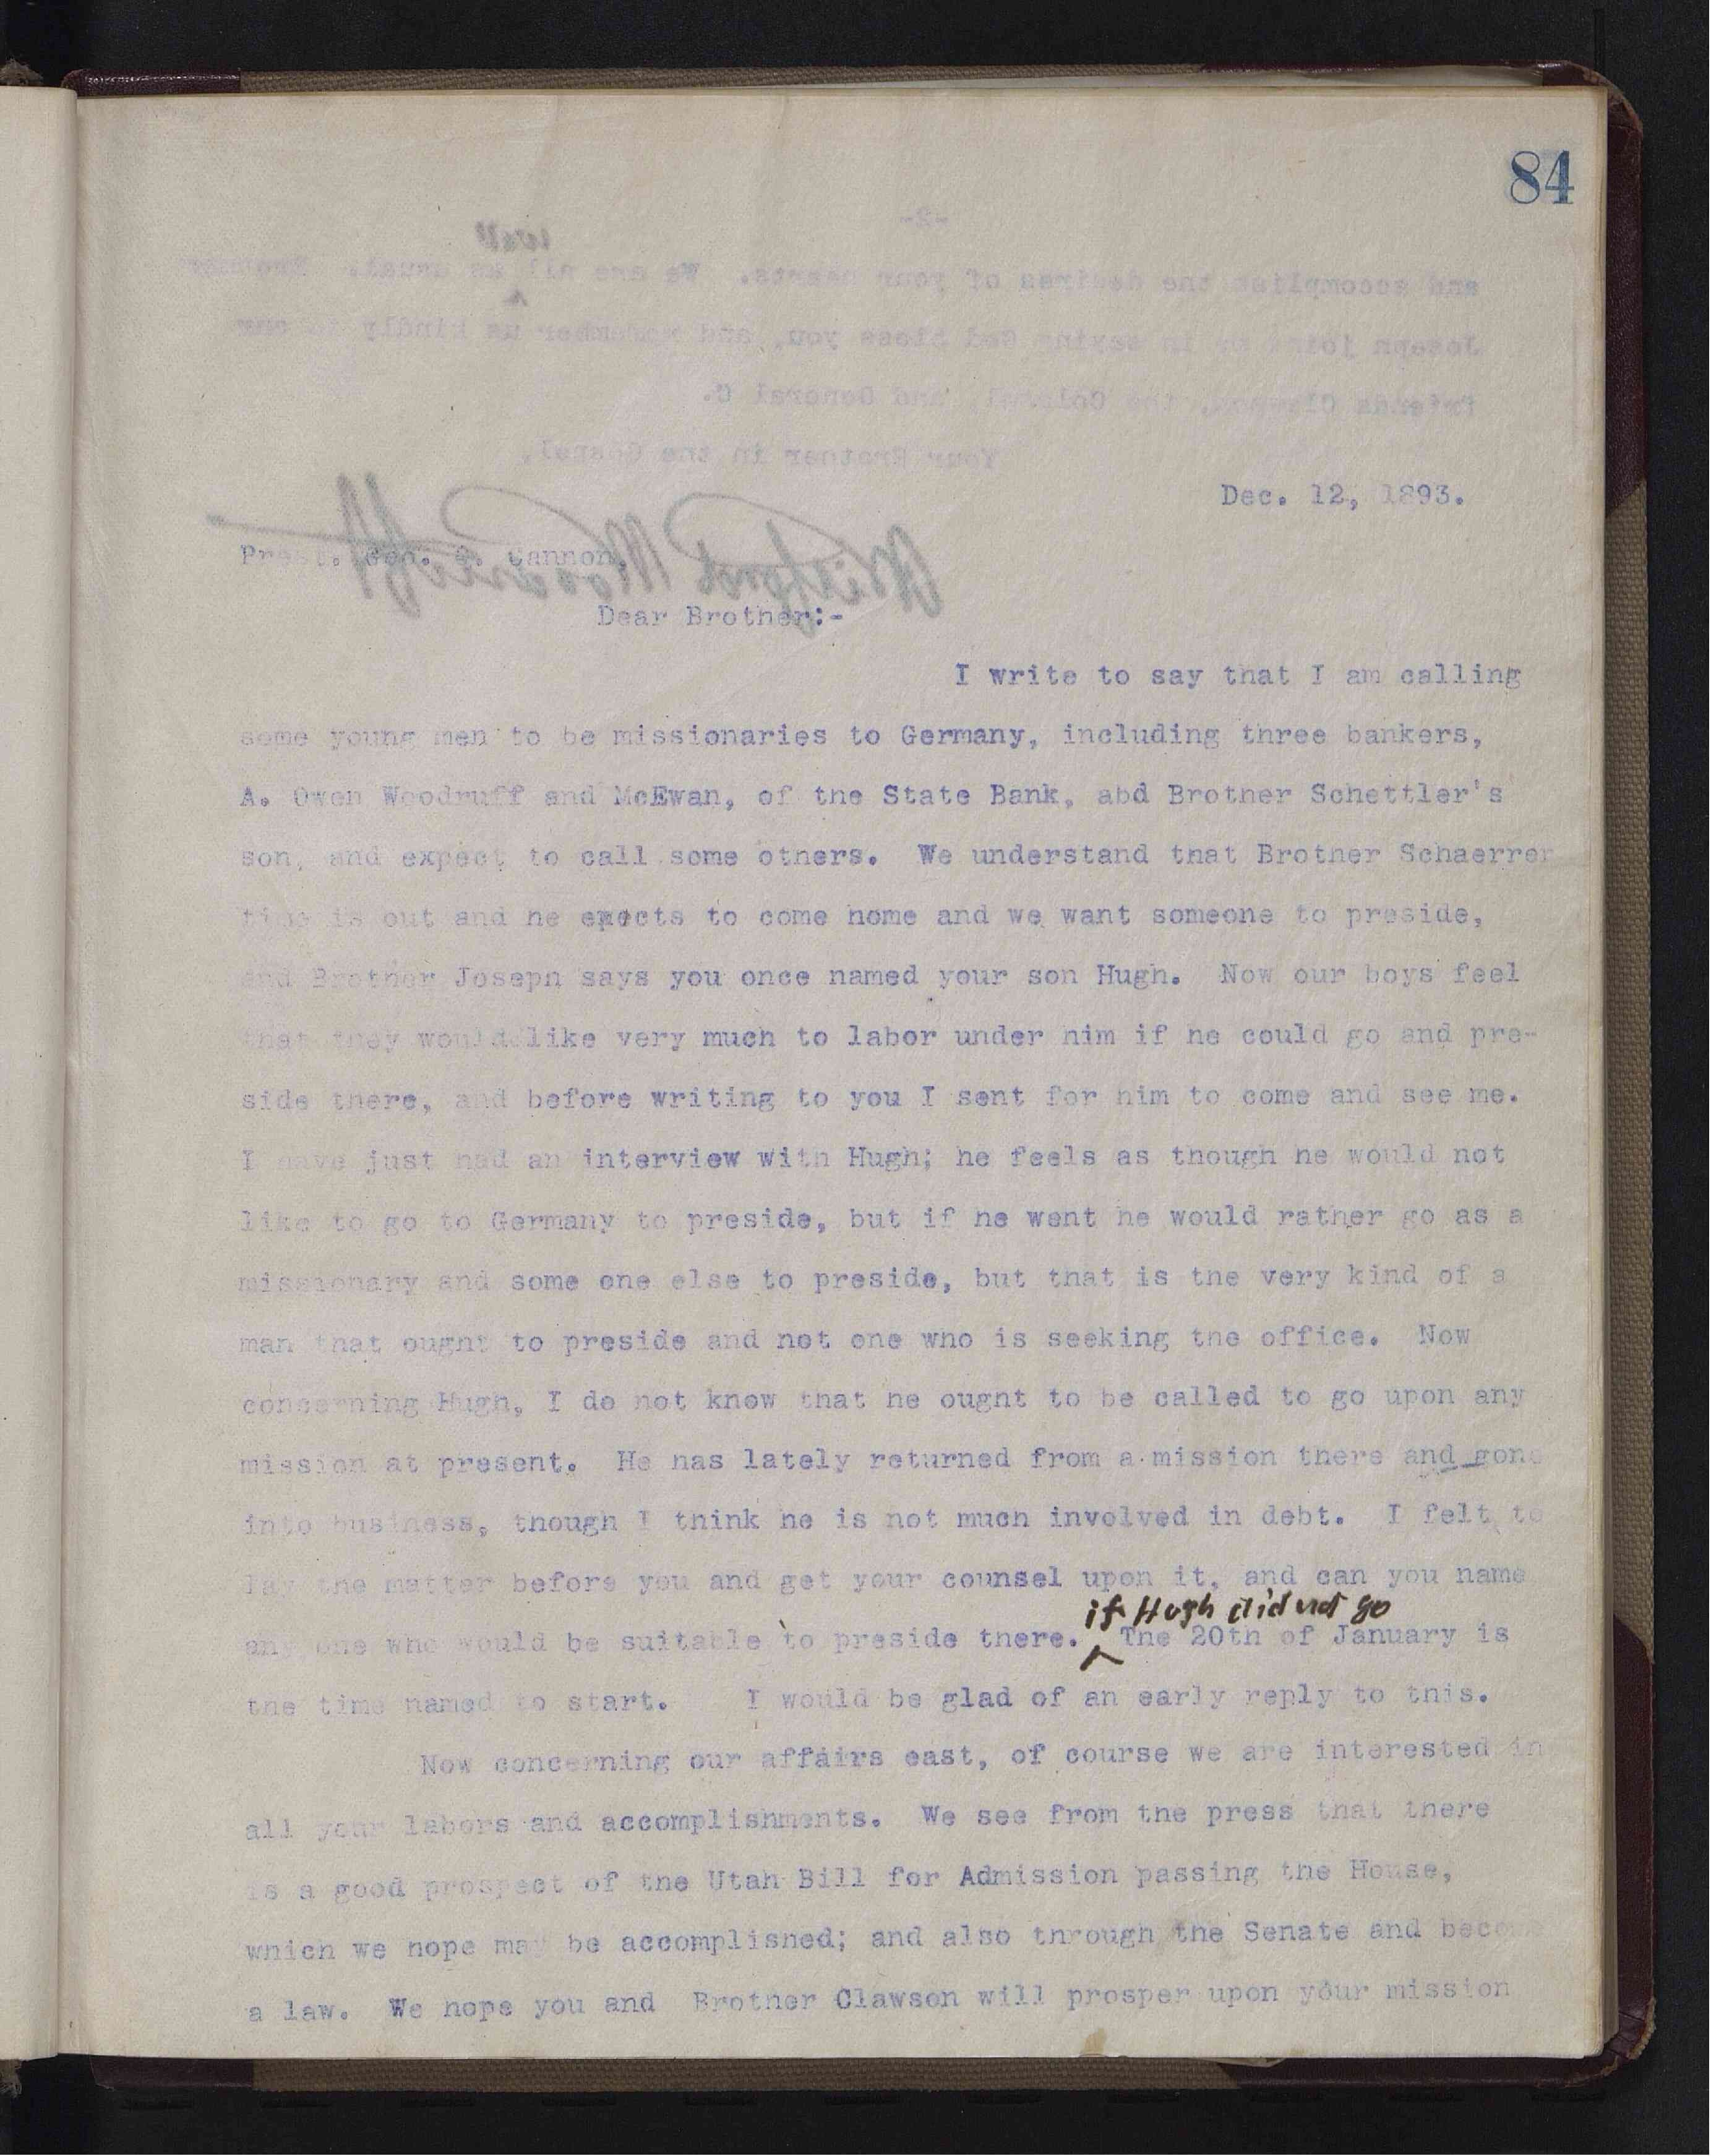 84
Dec. 12, 1893.
Prest. Geo. Q. Cannon,
Dear Brother:-
I write to say that I am calling
some young men to be missionaries to Germany, including three bankers,
A. Owen Woodruff and McEwan, of the State Bank, abd Brother Schettler's
son, and expect to call some others. We understand that Brother Schaerrer
time is out and he epects to come home and we want someone to preside,
and Brother Joseph says you once named your son Hugh. Now our boys feel
that they would like very much to labor under him if he could go and pre-
side there, and before writing to you I sent for him to come and see me.
I have just had an interview with Hugh; he feels as though he would not
like to go to Germany to preside, but if he went he would rather go as a
missionary and some one else to preside, but that is the very kind of a
man that ought to preside and not one who is seeking the office. Now
concerning Hugh, I do not know that he ought to be called to go upon any
mission at present. He has lately returned from a mission there and gone
into business, though I think he is not much involved in debt. I felt to
lay the matter before you and get your counsel upon it, and can you name
if Hugh did not go
any one who would be suitable to preside there. The 20th of January is
the time named to start. I would be glad of an early reply to this.
Now concerning our affairs east, of course we are interested in
all your labors and accomplishments. We see from the press that there
is a good prospect of the Utah Bill for Admission passing the House,
which we hope may be accomplished; and also through the Senate and become
a law. We hope you and Brother Clawson will prosper upon your mission